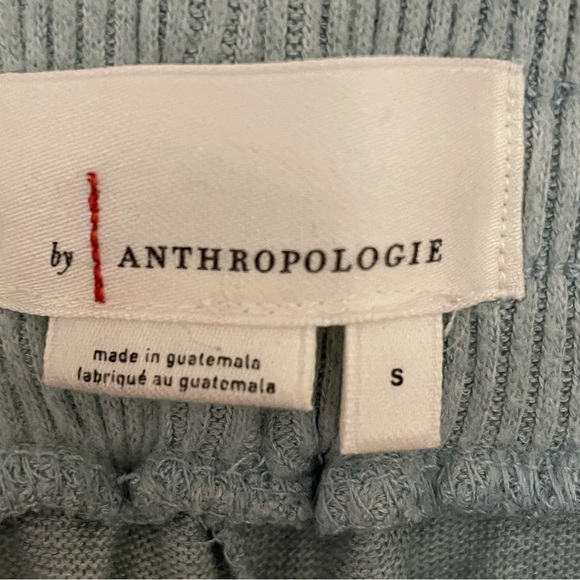 by ANTHROPOLOGIE
made in guatemala
fabriqué au guatemala
S